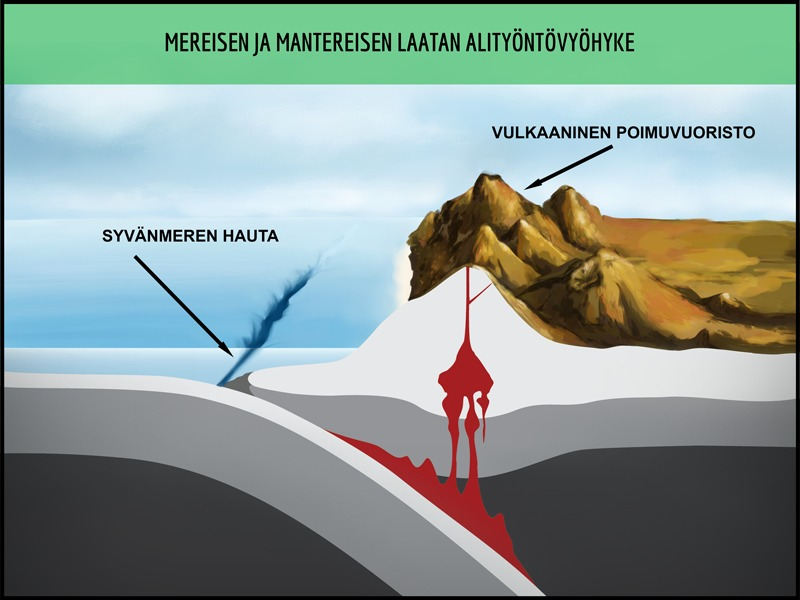 MEREISEN JA MANTEREISEN LAATAN ALITYÖNTÖVYÖHYKE
VULKAANINEN POIMUVUORISTO
SYVÄNMEREN HAUTA